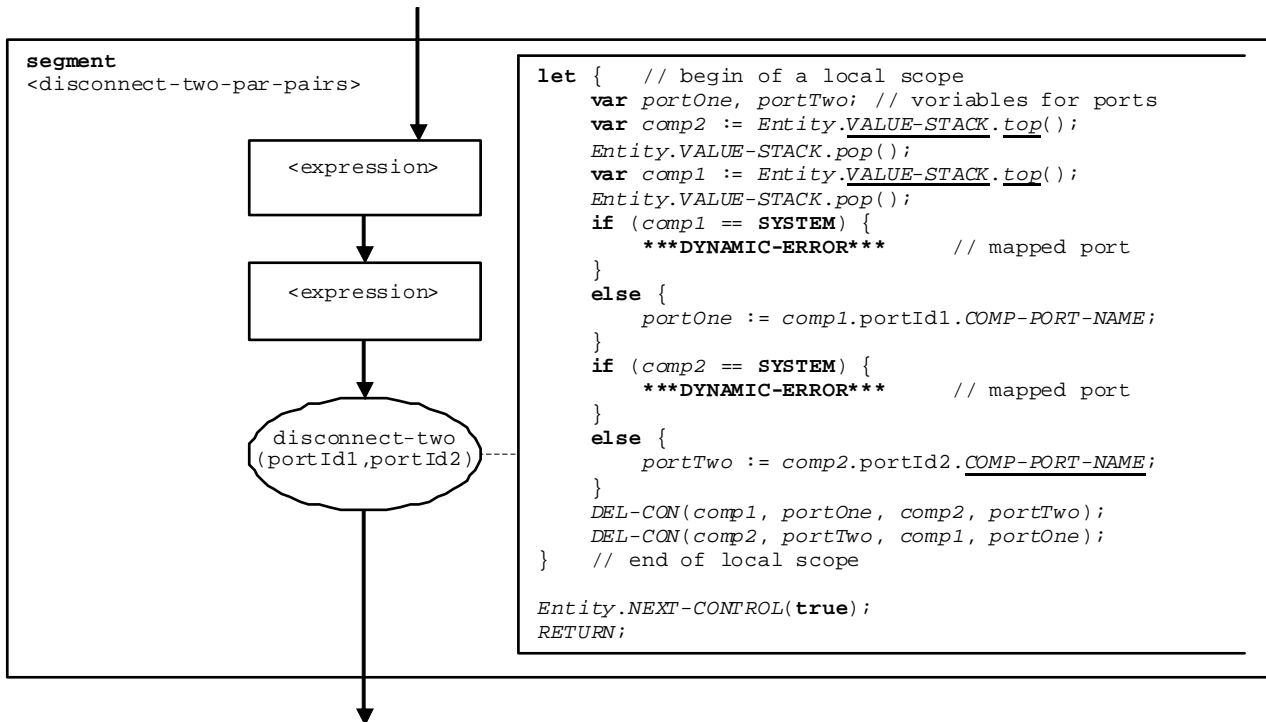 segment
<disconnect-two-par-pairs>
<expression>
<expression>
disconnect-two
(portId1,portId2)
let {   // begin of a local scope
var portOne, portTwo; // voriables for ports
var comp2 := Entity.VALUE-STACK.top();
Entity.VALUE-STACK.pop();
var comp1 := Entity.VALUE-STACK.top();
Entity.VALUE-STACK.pop();
if (comp1 == SYSTEM) {
***DYNAMIC-ERROR***     // mapped port
}
else {
portOne := comp1.portId1.COMP-PORT-NAME;
}
if (comp2 == SYSTEM) {
***DYNAMIC-ERROR***     // mapped port
}
else {
portTwo := comp2.portId2.COMP-PORT-NAME;
}
DEL-CON(comp1, portOne, comp2, portTwo);
DEL-CON(comp2, portTwo, comp1, portOne);
}   // end of local scope
Entity.NEXT-CONTROL(true);
RETURN;